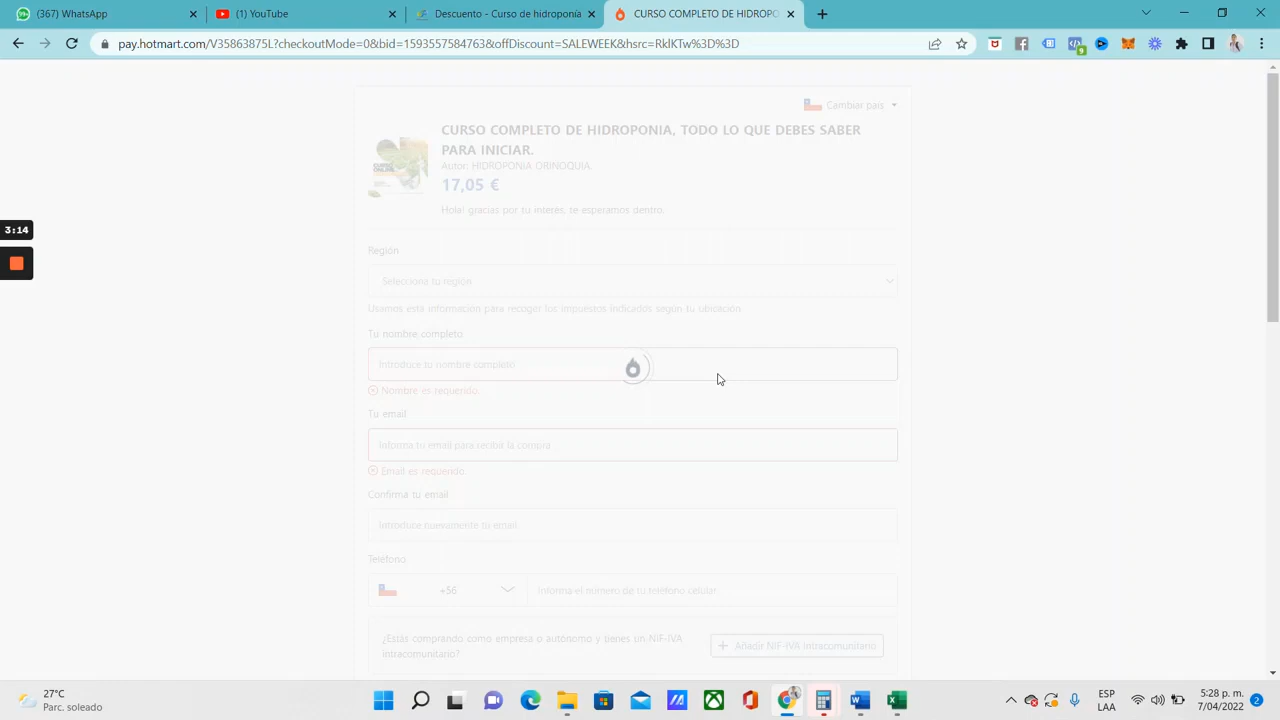 (367) WhatsApp
(1) YouTube
Descuento - Curso de hidroponía
CURSO COMPLETO DE HIDROPO
pay.hotmart.com/V35863875L?checkoutMode=0&bid=1593557584763&offDiscount=SALEWEEK&hsrc=RklKTw%3D%3D
9
Cambiar país
CURSO COMPLETO DE HIDROPONIA, TODO LO QUE DEBES SABER
PARA INICIAR.
Autor: HIDROPONIA ORINOQUIA.
17,05 €
Hola! gracias por tu interés, te esperamos dentro.
3:14
Región
Selecciona tu región
Usamos esta información para recoger los impuestos indicados según tu ubicación
Tu nombre completo
Introduce tu nombre completo
Nombre es requerido.
Tu email
Informa tu email para recibir la compra
Email es requerido
Confirma tu email
Introduce nuevamente tu email
Teléfono
+56
Informa el número de tu teléfono celular
¿Estás comprando como empresa o autónomo y tienes un NIF-IVA
intracomunitario?
Añadir NIF-IVA Intracomunitario
27°C
Parc. soleado
ESP
LAA
5:28 p. m.
7/04/2022
2